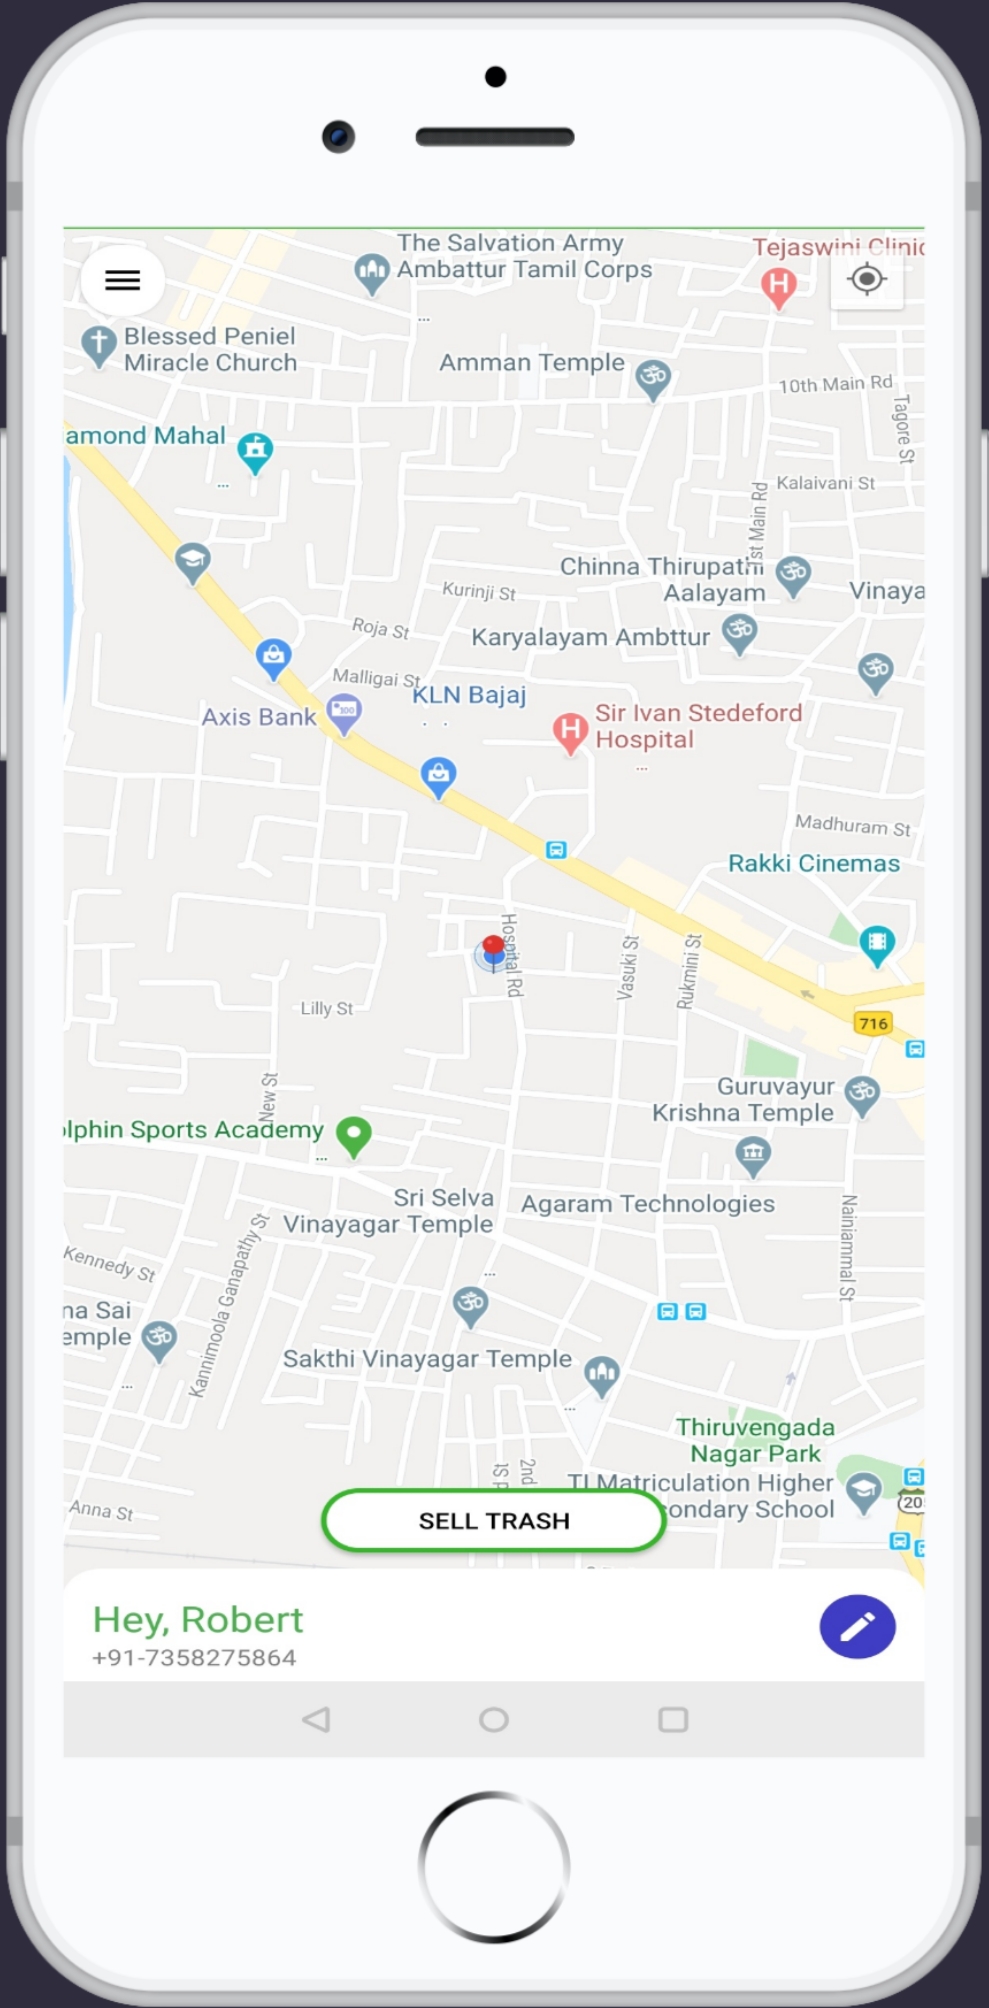 The Salvation Army
Ambattur Tamil Corps
Tejaswini Clinic
H
Blessed Peniel
Miracle Church
Amman Temple
10th Main Rd
Tagore St
amond Mahal
Kalaivani St
1st Main Rd
Chinna Thirupathi
Aalayam
Vinaya
Kurinji St
Roja St
Karyalayam Ambttur
Malligai St
KLN Bajaj
Axis Bank
100
H
Sir Ivan Stedeford
Hospital
Madhuram St
Rakki Cinemas
Hospital Rd
Vasuki St
Rukmini St
Lilly St
716
New St
Guruvayur
Krishna Temple
olphin Sports Academy
Sri Selva
Vinayagar Temple
Agaram Technologies
Nainiammal St
Kennedy St
Kannimoola Ganapathy St
na Sai
emple
Sakthi Vinayagar Temple
Thiruvengada
Nagar Park
2nd
TI Matriculation Higher
condary School
20
Anna St
SELL TRASH
Hey, Robert
+91-7358275864